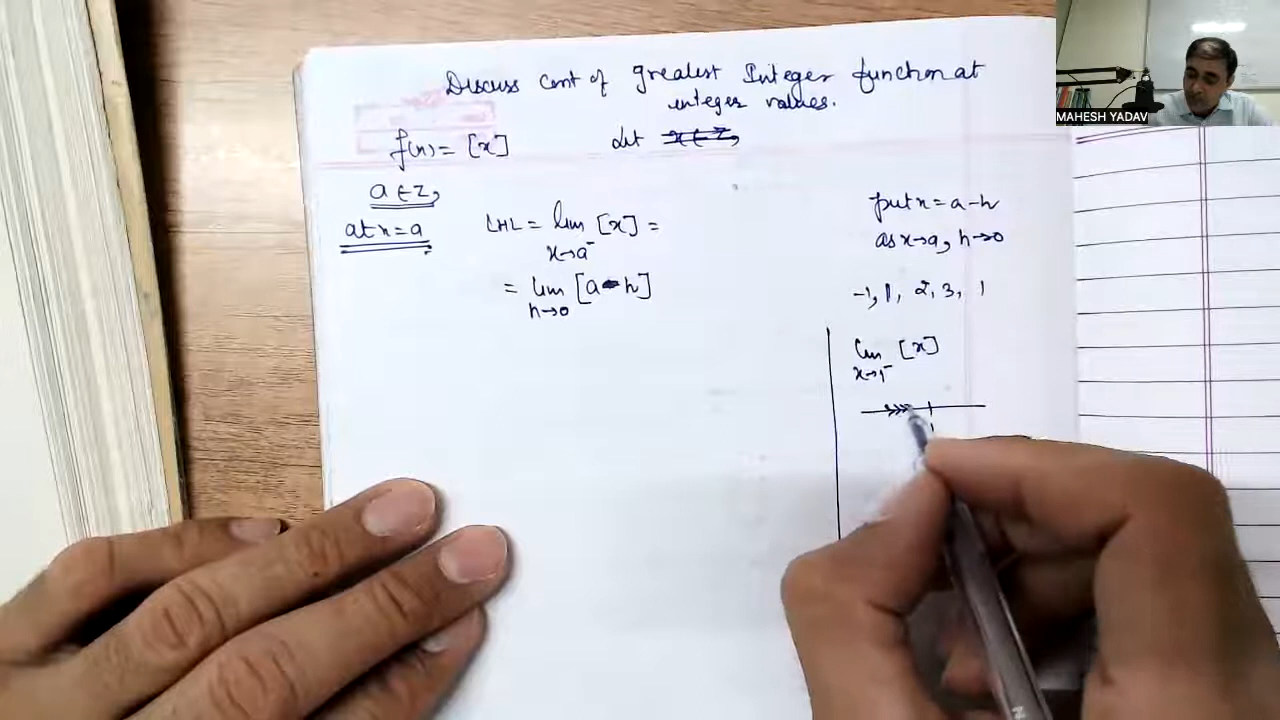 Discuss Cont of greatest Integer function at
integer values.
f(x) = [x] Let x ∈ Z,
a ∈ Z,
at x = a
LHL = lim [x] =
x→a⁻
= lim [a - h]
h→0
put x = a - h
as x→a, h→0
-1, 1, 2, 3, 1
lim [x]
x→1⁻
1
MAHESH YADAV